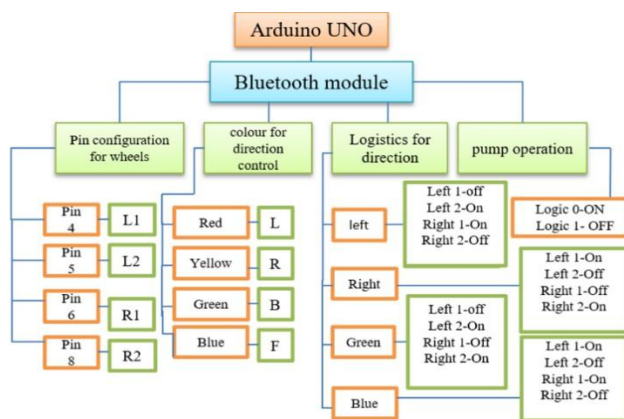 Arduino UNO
Bluetooth module
Pin configuration
for wheels
colour for
direction
control
Logistics for
direction
pump operation
Pin
4
L1
Pin
5
L2
Pin
6
R1
Pin
8
R2
Red
L
Yellow
R
Green
B
Blue
F
left
Left 1-off
Left 2-On
Right 1-On
Right 2-Off
Right
Left 1-On
Left 2-Off
Right 1-Off
Right 2-On
Green
Left 1-off
Left 2-On
Right 1-Off
Right 2-On
Blue
Left 1-On
Left 2-Off
Right 1-On
Right 2-Off
Logic 0-ON
Logic 1- OFF